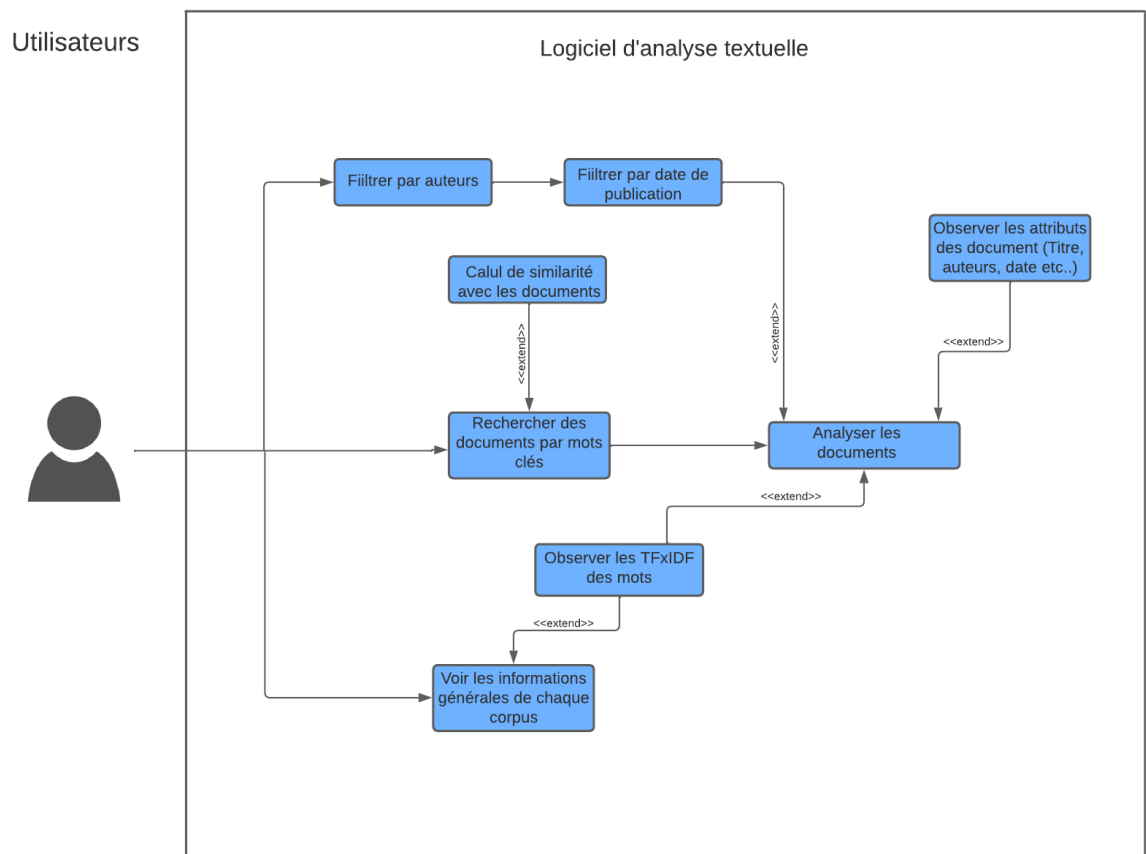 Utilisateurs
Logiciel d'analyse textuelle
Fiiltrer par auteurs
Fiiltrer par date de
publication
Observer les attributs
des document (Titre,
auteurs, date etc..)
Calul de similarité
avec les documents
<<extend>>
<<extend>>
<<extend>>
Rechercher des
documents par mots
clés
Analyser les
documents
<<extend>>
Observer les TFxIDF
des mots
<<extend>>
Voir les informations
générales de chaque
corpus